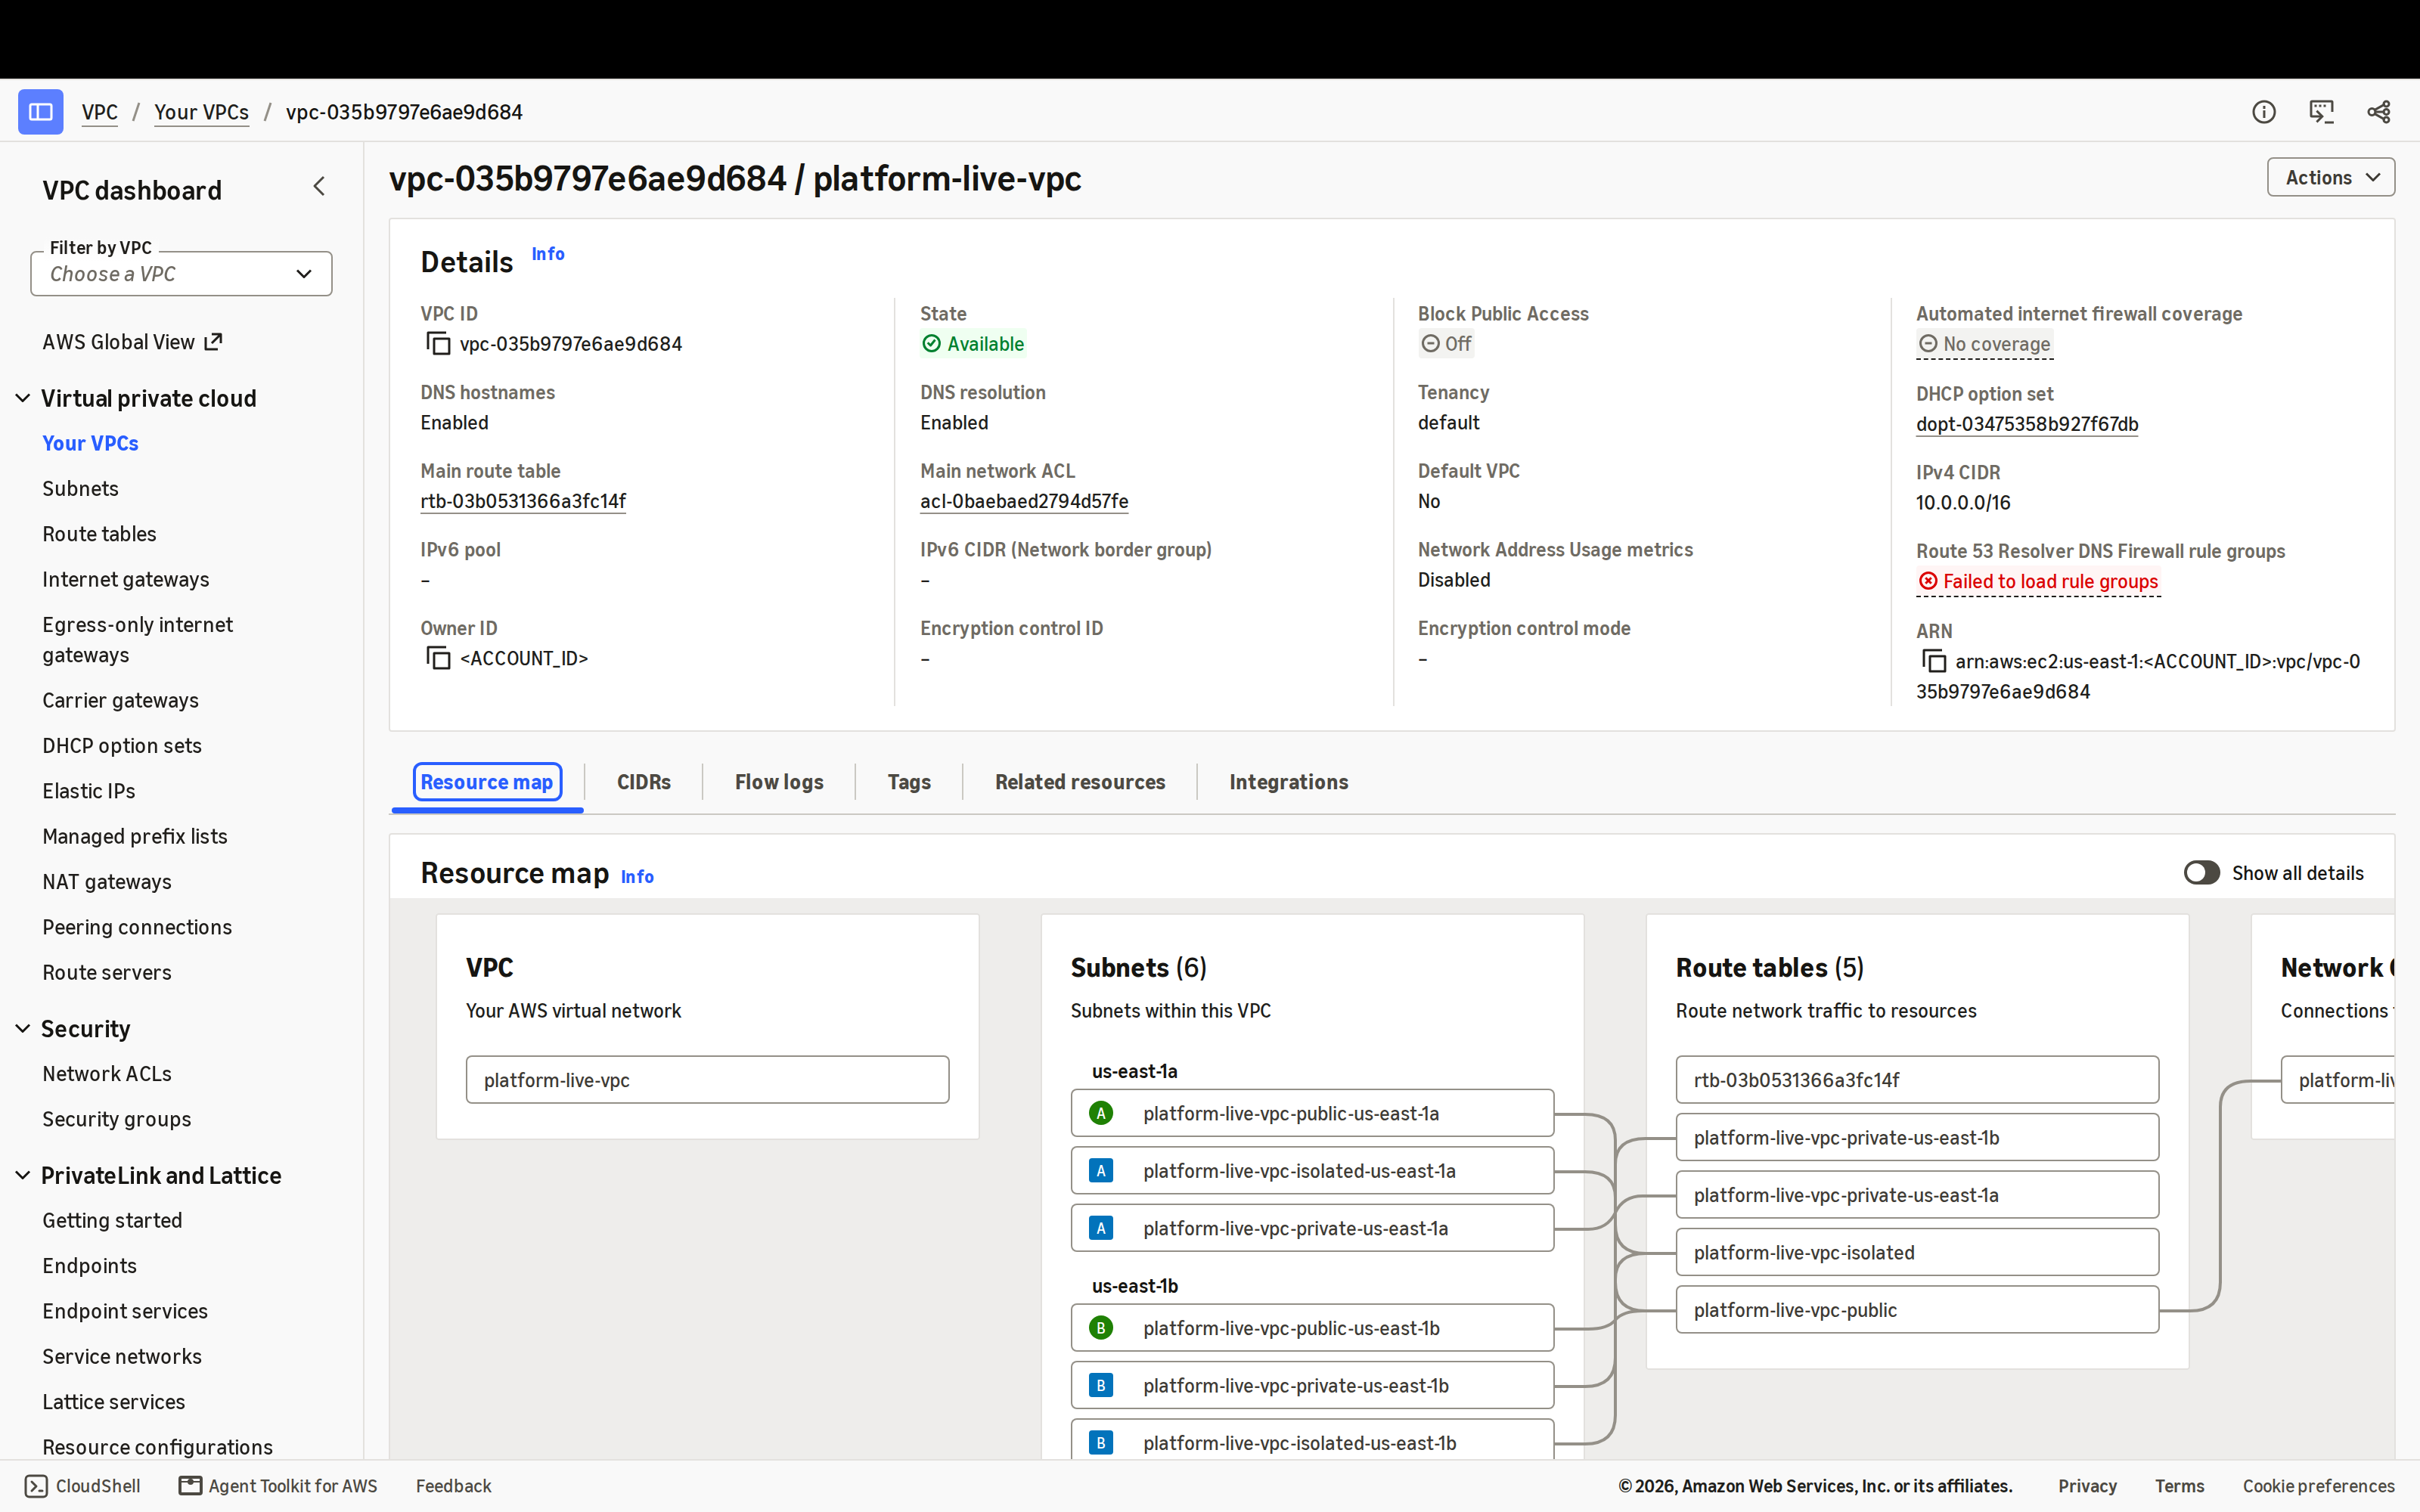 VPC / Your VPCs / vpc-035b9797e6ae9d684
VPC dashboard
Filter by VPC
Choose a VPC
AWS Global View
Virtual private cloud
Your VPCs
Subnets
Route tables
Internet gateways
Egress-only internet
gateways
Carrier gateways
DHCP option sets
Elastic IPs
Managed prefix lists
NAT gateways
Peering connections
Route servers
Security
Network ACLs
Security groups
PrivateLink and Lattice
Getting started
Endpoints
Endpoint services
Service networks
Lattice services
Resource configurations
vpc-035b9797e6ae9d684 / platform-live-vpc
Actions
Details Info
VPC ID
vpc-035b9797e6ae9d684
DNS hostnames
Enabled
Main route table
rtb-03b0531366a3fc14f
IPv6 pool
–
Owner ID
<ACCOUNT_ID>
State
Available
DNS resolution
Enabled
Main network ACL
acl-0baebaed2794d57fe
IPv6 CIDR (Network border group)
–
Encryption control ID
–
Block Public Access
Off
Tenancy
default
Default VPC
No
Network Address Usage metrics
Disabled
Encryption control mode
–
Automated internet firewall coverage
No coverage
DHCP option set
dopt-03475358b927f67db
IPv4 CIDR
10.0.0.0/16
Route 53 Resolver DNS Firewall rule groups
Failed to load rule groups
ARN
arn:aws:ec2:us-east-1:<ACCOUNT_ID>:vpc/vpc-0
35b9797e6ae9d684
Resource map CIDRs Flow logs Tags Related resources Integrations
Resource map Info
Show all details
VPC
Your AWS virtual network
platform-live-vpc
Subnets (6)
Subnets within this VPC
us-east-1a
A platform-live-vpc-public-us-east-1a
A platform-live-vpc-isolated-us-east-1a
A platform-live-vpc-private-us-east-1a
us-east-1b
B platform-live-vpc-public-us-east-1b
B platform-live-vpc-private-us-east-1b
B platform-live-vpc-isolated-us-east-1b
Route tables (5)
Route network traffic to resources
rtb-03b0531366a3fc14f
platform-live-vpc-private-us-east-1b
platform-live-vpc-private-us-east-1a
platform-live-vpc-isolated
platform-live-vpc-public
Network
Connections
CloudShell Agent Toolkit for AWS Feedback
© 2026, Amazon Web Services, Inc. or its affiliates. Privacy Terms Cookie preferences